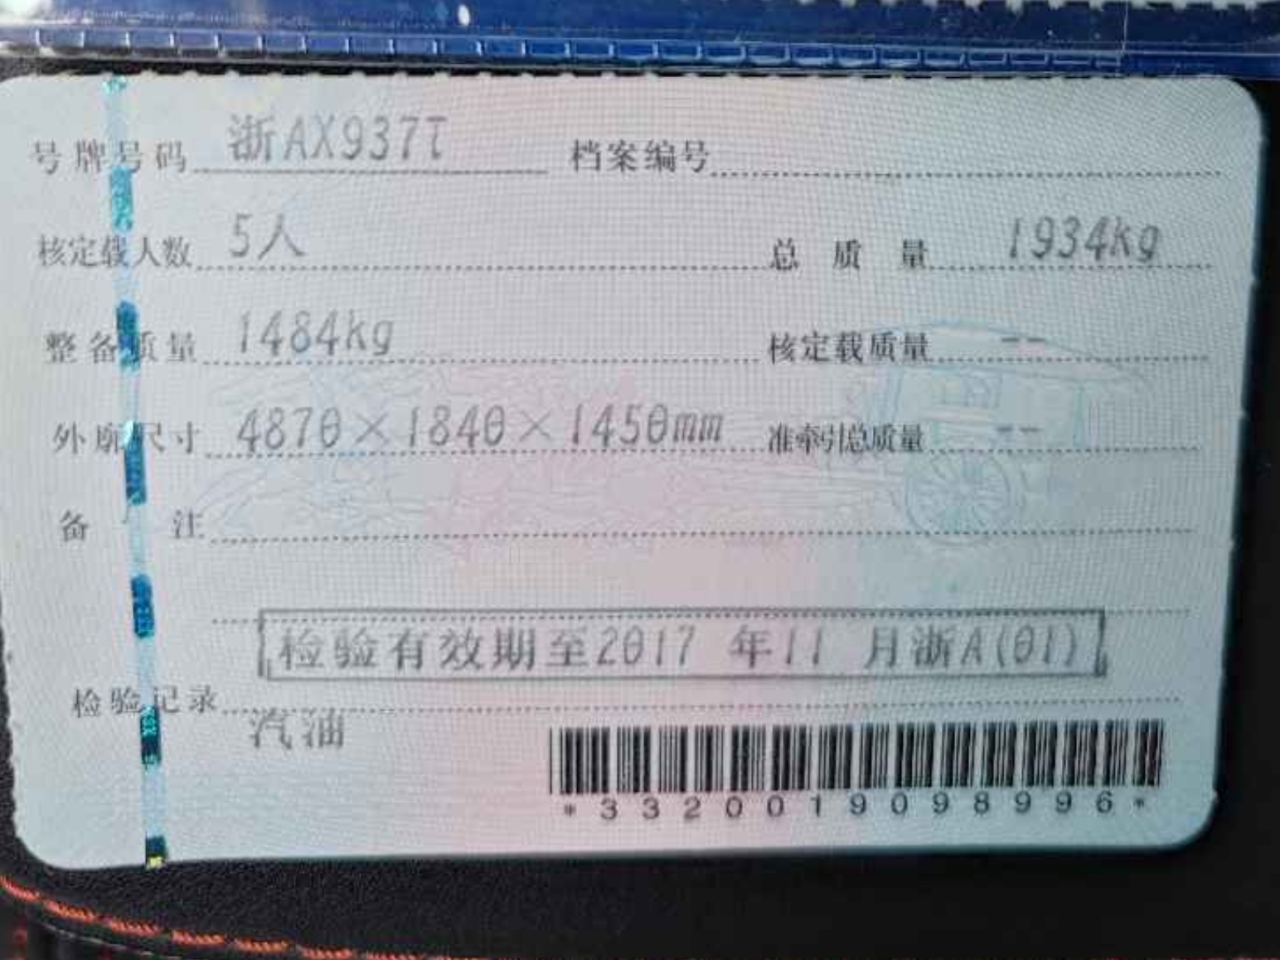 号牌号码 浙AX937T 档案编号
核定载人数 5人 总质量 1934kg
整备质量 1484kg 核定载质量 --
外廓尺寸 4870×1840×1450mm 准牵引总质量 --
备注
检验有效期至2017 年11 月浙A(01)
检验记录
汽油
*3320019098996*